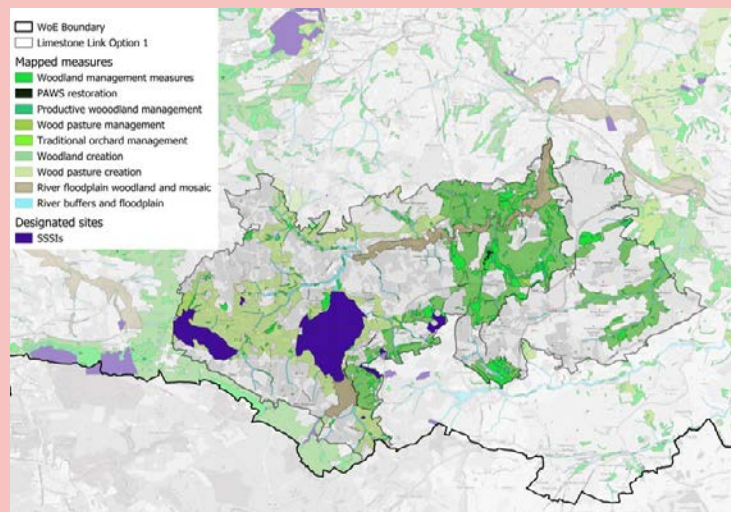 WoE Boundary
Limestone Link Option 1
Mapped measures
Woodland management measures
PAWS restoration
Productive wooodland management
Wood pasture management
Traditional orchard management
Woodland creation
Wood pasture creation
River floodplain woodland and mosaic
River buffers and floodplain
Designated sites
SSSIs